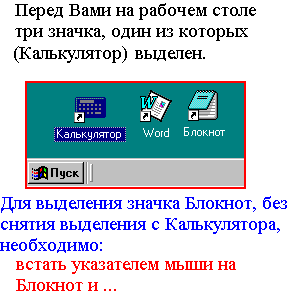 Перед Вами на рабочем столе
три значка, один из которых
(Калькулятор) выделен.
Калькулятор Word Блокнот
Пуск
Для выделения значка Блокнот, без
снятия выделения с Калькулятора,
необходимо:
встать указателем мыши на
Блокнот и ...